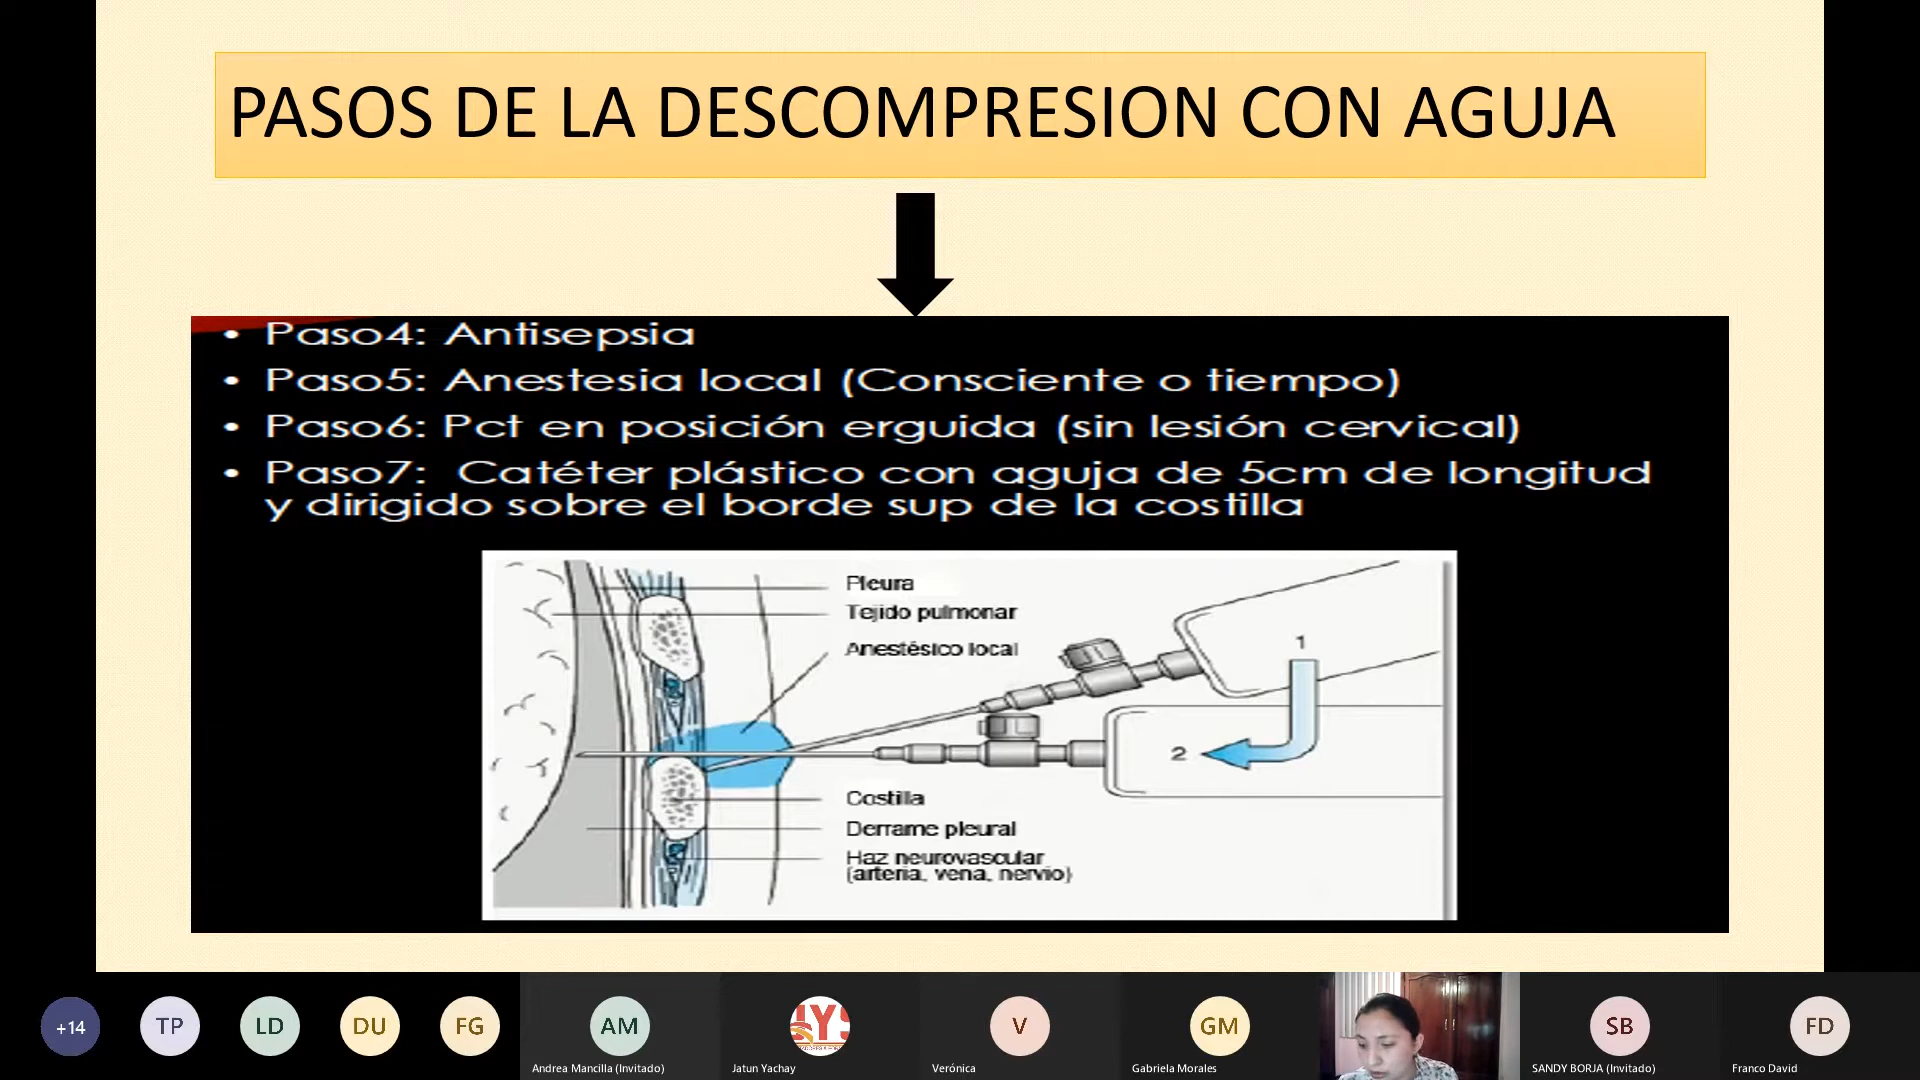 PASOS DE LA DESCOMPRESION CON AGUJA
• Paso4: Antisepsia
• Paso5: Anestesia local (Consciente o tiempo)
• Paso6: Pct en posición erguida (sin lesión cervical)
• Paso7: Catéter plástico con aguja de 5cm de longitud
y dirigido sobre el borde sup de la costilla
Pleura
Tejido pulmonar
Anestésico local
1
2
Costilla
Derrame pleural
Haz neurovascular
(arteria, vena, nervio)
+14
TP
LD
DU
FG
AM
V
GM
SB
FD
Andrea Mancilla (Invitado)
Jatun Yachay
Verónica
Gabriela Morales
SANDY BORJA (Invitado)
Franco David